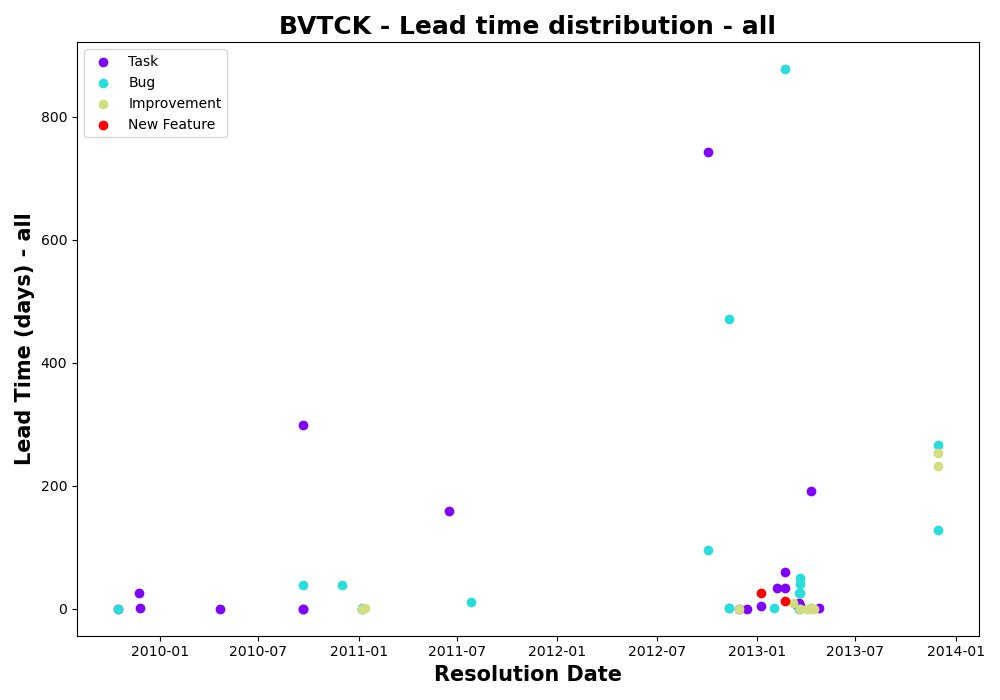 BVTCK - Lead time distribution - all
Task
Bug
Improvement
New Feature
Lead Time (days) - all
800
600
400
200
0
2010-01
2010-07
2011-01
2011-07
2012-01
2012-07
2013-01
2013-07
2014-01
Resolution Date